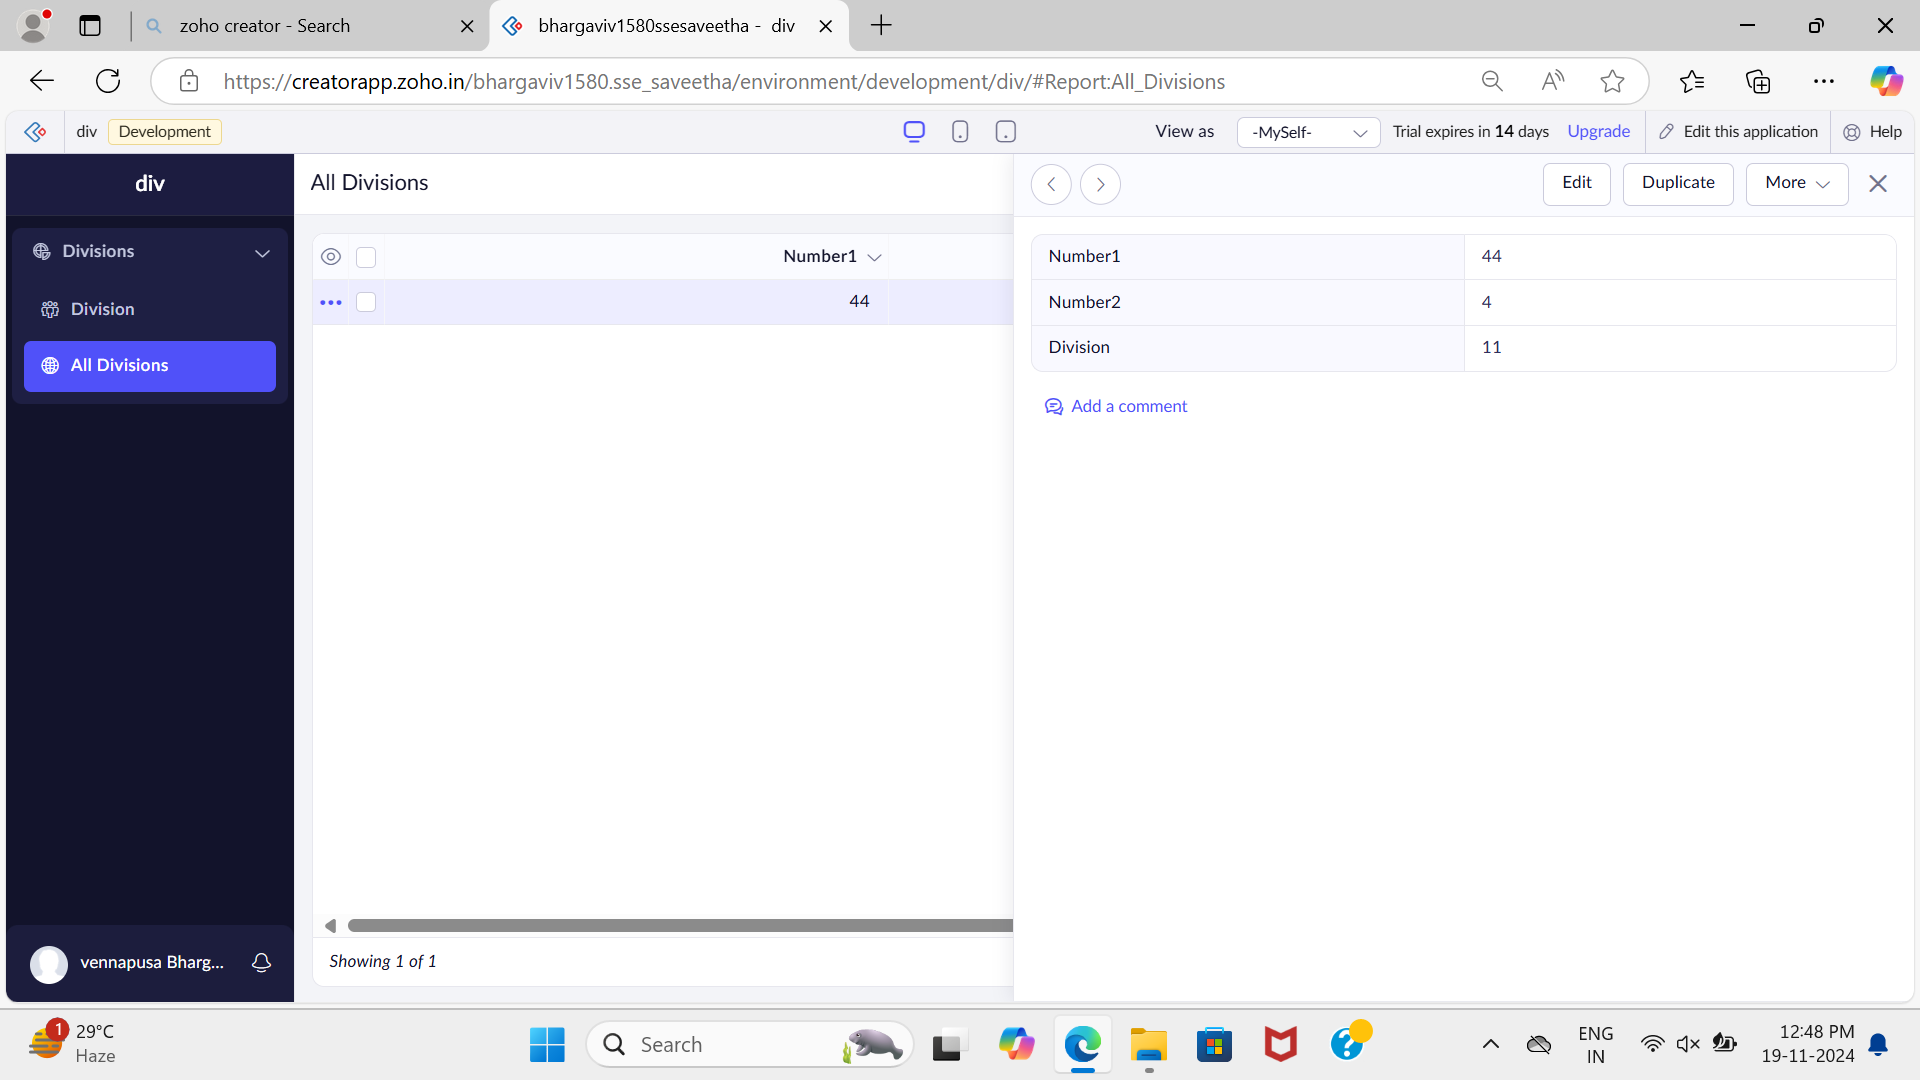 zoho creator - Search
bhargaviv1580ssesaveetha - div
https://creatorapp.zoho.in/bhargaviv1580.sse_saveetha/environment/development/div/#Report:All_Divisions
div Development View as -MySelf- Trial expires in 14 days Upgrade Edit this application Help
div
All Divisions
Edit Duplicate More
Divisions
Division
All Divisions
Number1
44
Number1 44
Number2 4
Division 11
Add a comment
Showing 1 of 1
vennapusa Bharg...
1
29°C
Haze
Search
ENG
IN
12:48 PM
19-11-2024